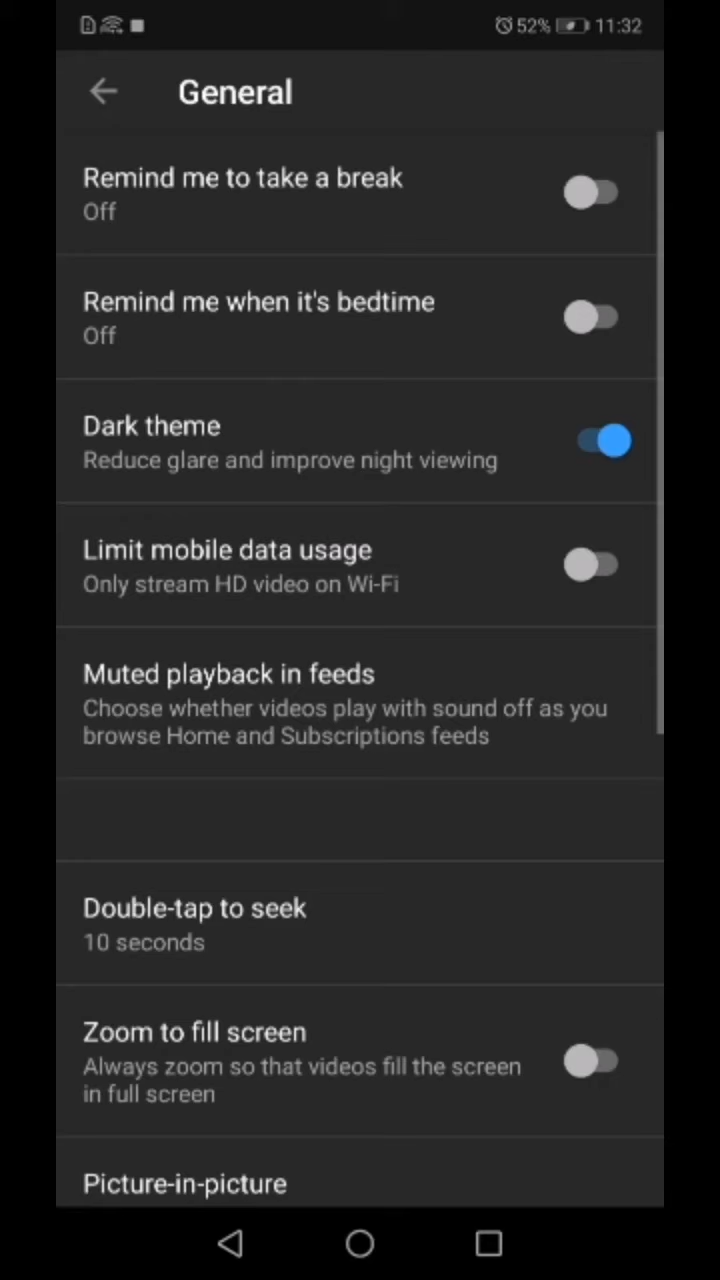 52% 11:32
General
Remind me to take a break
Off
Remind me when it's bedtime
Off
Dark theme
Reduce glare and improve night viewing
Limit mobile data usage
Only stream HD video on Wi-Fi
Muted playback in feeds
Choose whether videos play with sound off as you
browse Home and Subscriptions feeds
Double-tap to seek
10 seconds
Zoom to fill screen
Always zoom so that videos fill the screen
in full screen
Picture-in-picture